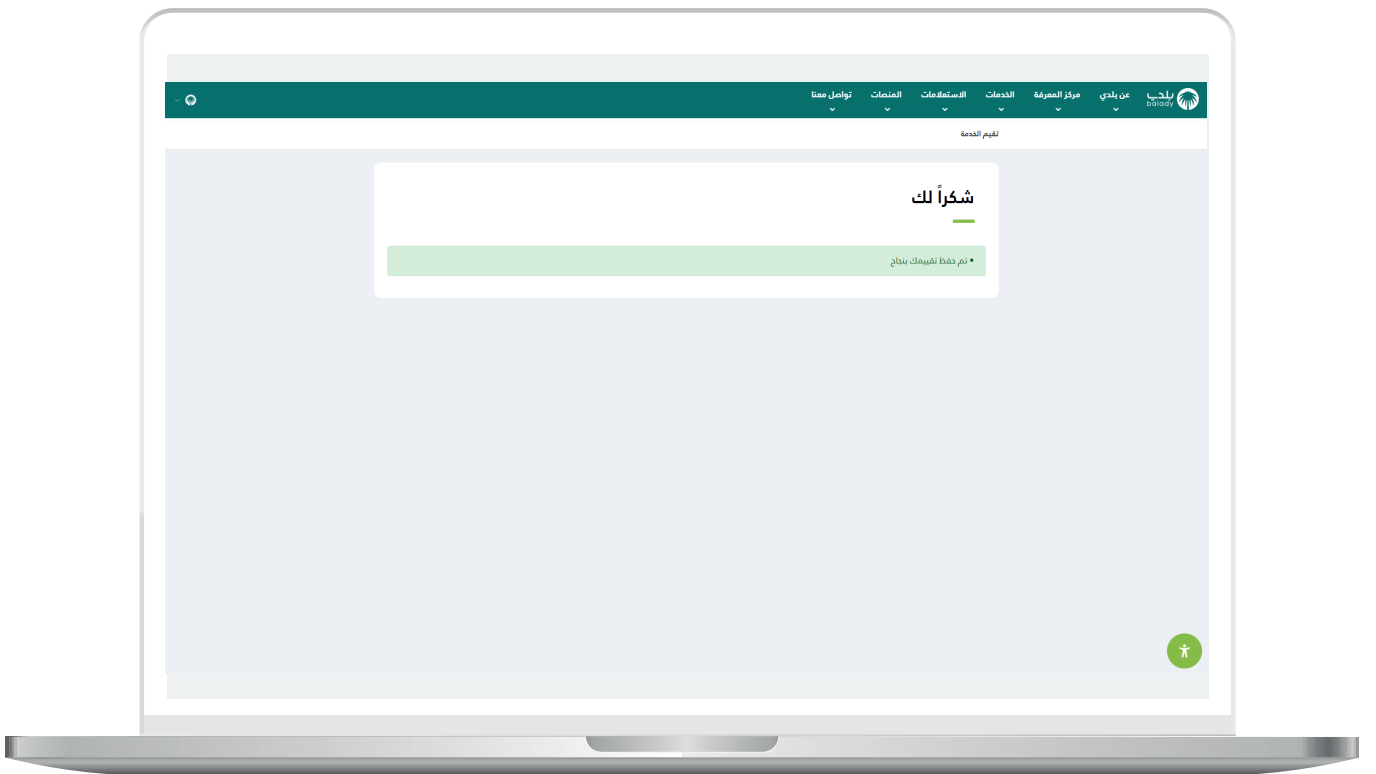 بلدي
balady
عن بلدي
مركز المعرفة
الخدمات
الاستعلامات
المنصات
تواصل معنا
تقيم الخدمة
شكراً لك
• تم حفظ تقييمك بنجاح